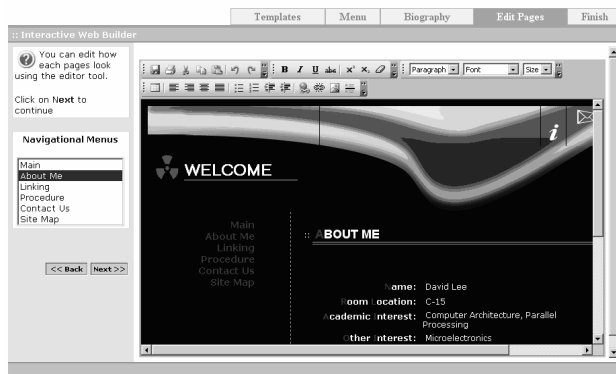 Templates Menu Biography Edit Pages Finish
:: Interactive Web Builder
You can edit how
each pages look
using the editor tool.
Click on Next to
continue
Navigational Menus
Main
About Me
Linking
Procedure
Contact Us
Site Map
<< Back Next >>
B I U abc x² x₂ Paragraph Font Size
i
WELCOME
Main
About Me
Linking
Procedure
Contact Us
Site Map
:: ABOUT ME
Name: David Lee
Room Location: C-15
Academic Interest: Computer Architecture, Parallel
Processing
Other Interest: Microelectronics